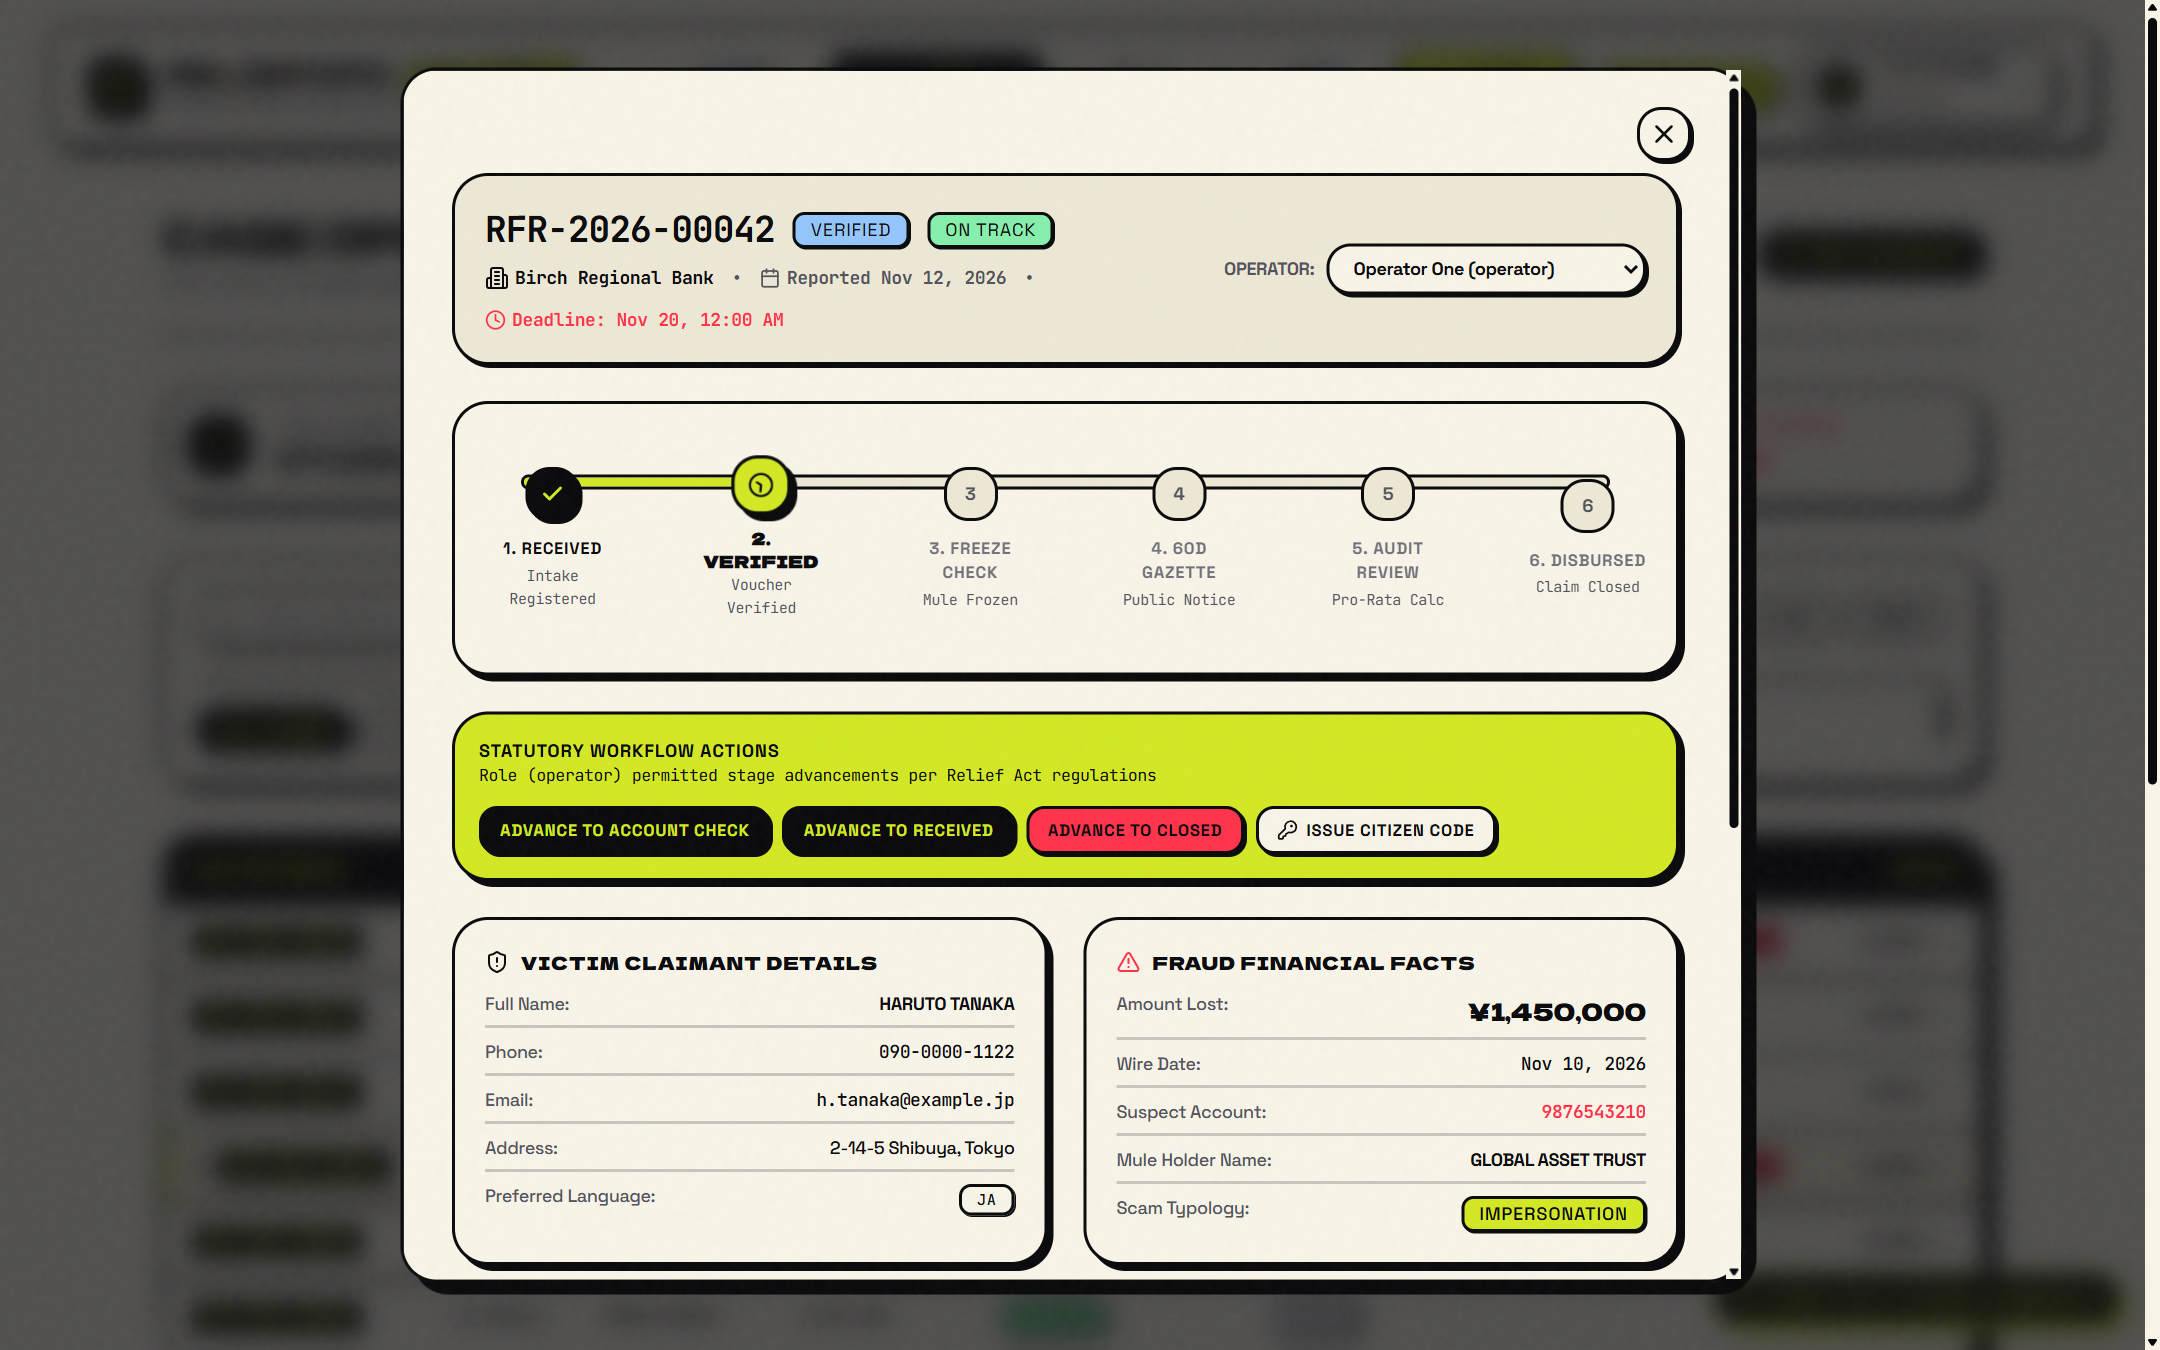 RFR-2026-00042 VERIFIED ON TRACK
Birch Regional Bank • Reported Nov 12, 2026 •
Deadline: Nov 20, 12:00 AM
OPERATOR: Operator One (operator)
3 4 5 6
1. RECEIVED
Intake
Registered
2.
VERIFIED
Voucher
Verified
3. FREEZE
CHECK
Mule Frozen
4. 60D
GAZETTE
Public Notice
5. AUDIT
REVIEW
Pro-Rata Calc
6. DISBURSED
Claim Closed
STATUTORY WORKFLOW ACTIONS
Role (operator) permitted stage advancements per Relief Act regulations
ADVANCE TO ACCOUNT CHECK ADVANCE TO RECEIVED ADVANCE TO CLOSED ISSUE CITIZEN CODE
VICTIM CLAIMANT DETAILS
Full Name: HARUTO TANAKA
Phone: 090-0000-1122
Email: h.tanaka@example.jp
Address: 2-14-5 Shibuya, Tokyo
Preferred Language: JA
FRAUD FINANCIAL FACTS
Amount Lost: ¥1,450,000
Wire Date: Nov 10, 2026
Suspect Account: 9876543210
Mule Holder Name: GLOBAL ASSET TRUST
Scam Typology: IMPERSONATION